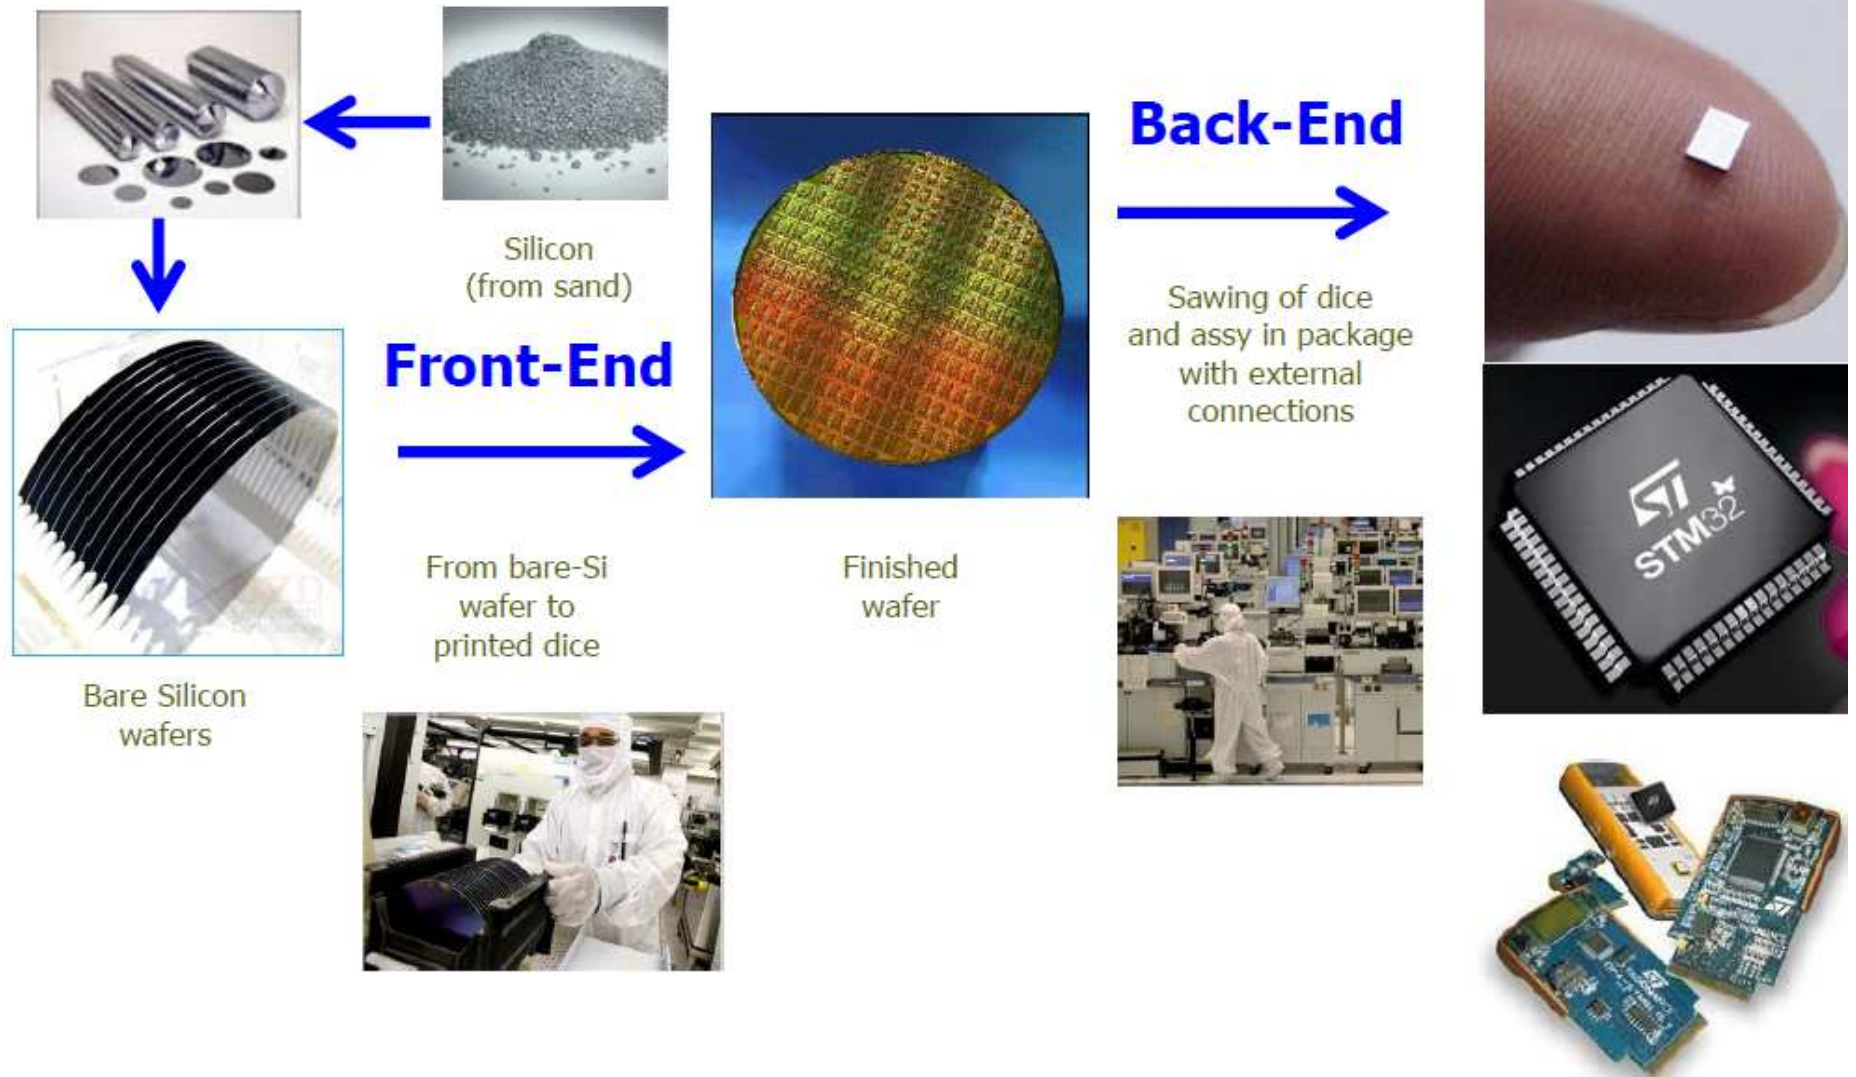 Silicon
(from sand)
Back-End
Front-End
Sawing of dice
and assy in package
with external
connections
From bare-Si
wafer to
printed dice
Finished
wafer
Bare Silicon
wafers
ST
STM32